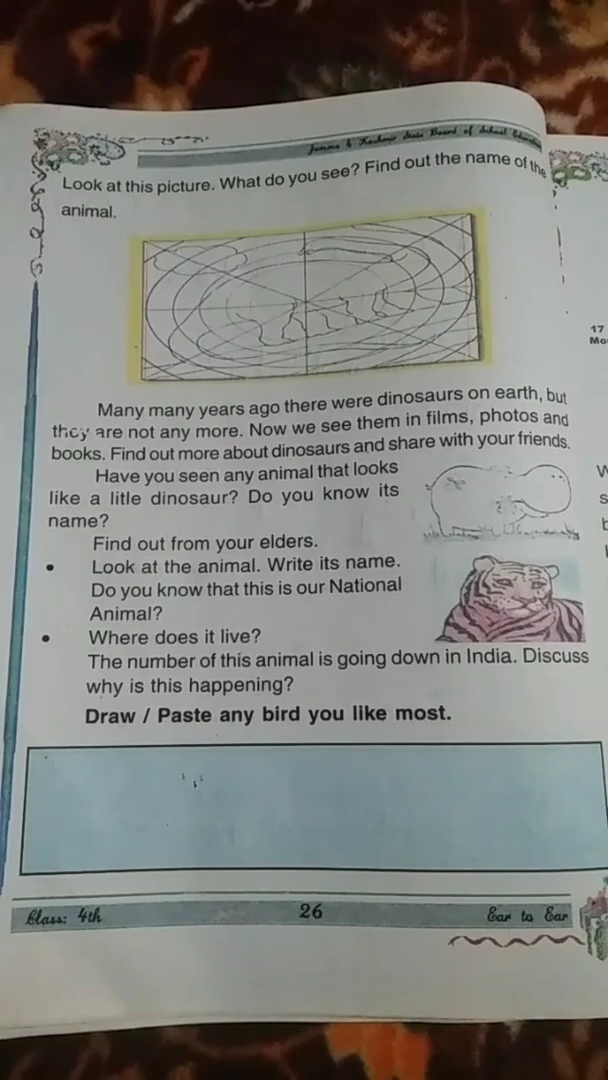 Jammu & Kashmir State Board of School Education
Look at this picture. What do you see? Find out the name of the
animal.
Many many years ago there were dinosaurs on earth, but
they are not any more. Now we see them in films, photos and
books. Find out more about dinosaurs and share with your friends.
Have you seen any animal that looks
like a litle dinosaur? Do you know its
name?
Find out from your elders.
• Look at the animal. Write its name.
Do you know that this is our National
Animal?
• Where does it live?
The number of this animal is going down in India. Discuss
why is this happening?
Draw / Paste any bird you like most.
Class: 4th
26
Ear to Ear
17